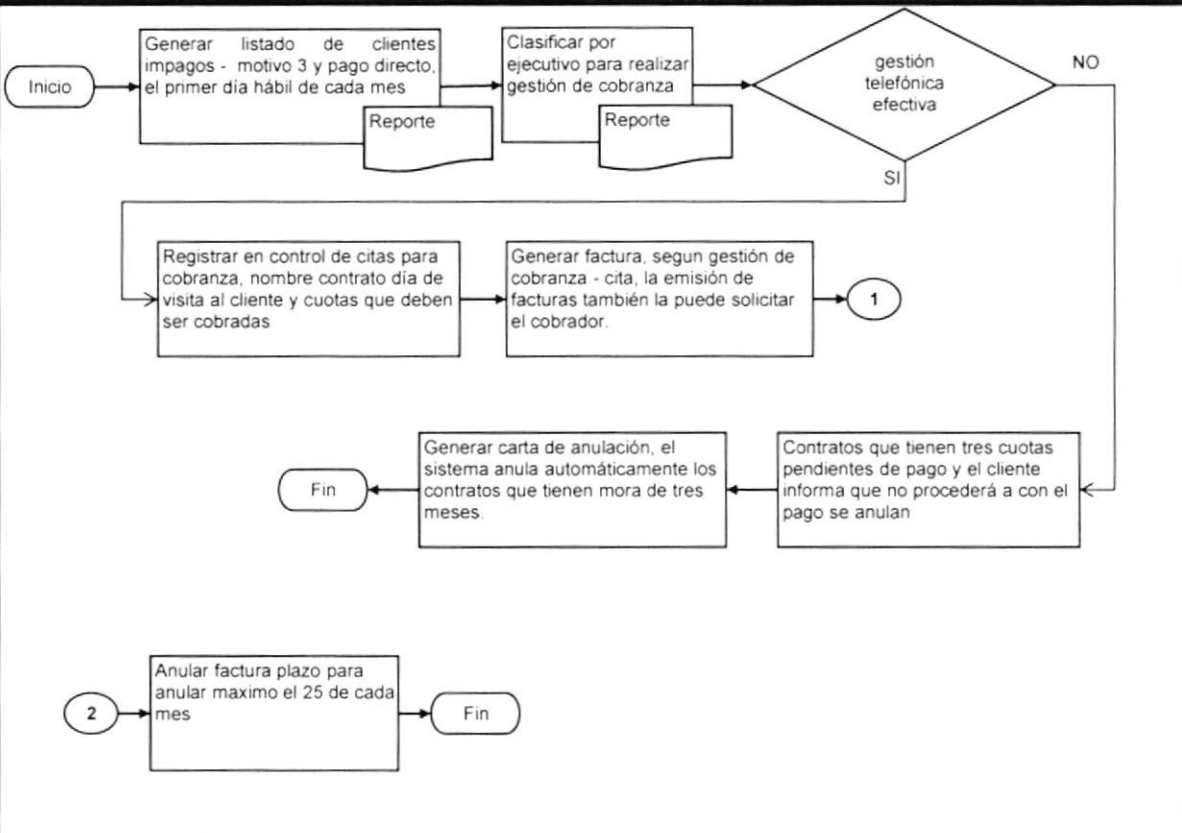 Inicio
Generar listado de clientes
impagos - motivo 3 y pago directo,
el primer día hábil de cada mes
Reporte
Clasificar por
ejecutivo para realizar
gestión de cobranza
Reporte
gestión
telefónica
efectiva
NO
SI
Registrar en control de citas para
cobranza, nombre contrato día de
visita al cliente y cuotas que deben
ser cobradas
Generar factura, segun gestión de
cobranza - cita, la emisión de
facturas también la puede solicitar
el cobrador.
1
Contratos que tienen tres cuotas
pendientes de pago y el cliente
informa que no procederá a con el
pago se anulan
Generar carta de anulación, el
sistema anula automáticamente los
contratos que tienen mora de tres
meses.
Fin
2
Anular factura plazo para
anular maximo el 25 de cada
mes
Fin